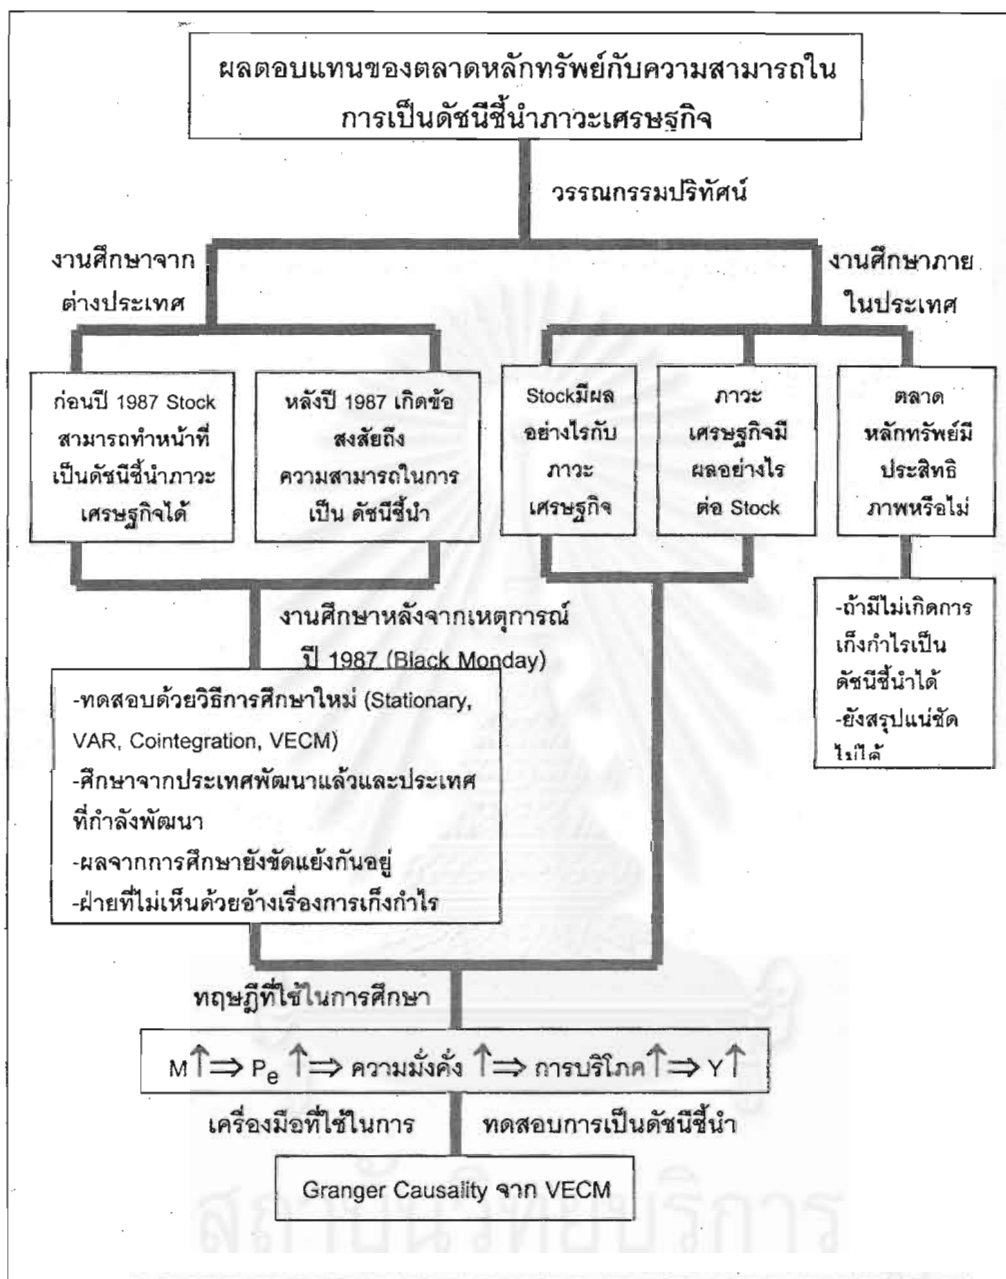 ผลตอบแทนของตลาดหลักทรัพย์กับความสามารถใน
การเป็นดัชนีชี้นำภาวะเศรษฐกิจ
วรรณกรรมปริทัศน์
งานศึกษาจาก
ต่างประเทศ
งานศึกษาภาย
ในประเทศ
ก่อนปี 1987 Stock
สามารถทำหน้าที่
เป็นดัชนีชี้นำภาวะ
เศรษฐกิจได้
หลังปี 1987 เกิดข้อ
สงสัยถึง
ความสามารถในการ
เป็น ดัชนีชี้นำ
Stockมีผล
อย่างไรกับ
ภาวะ
เศรษฐกิจ
ภาวะ
เศรษฐกิจมี
ผลอย่างไร
ต่อ Stock
ตลาด
หลักทรัพย์มี
ประสิทธิ
ภาพหรือไม่
งานศึกษาหลังจากเหตุการณ์
ปี 1987 (Black Monday)
-ทดสอบด้วยวิธีการศึกษาใหม่ (Stationary,
VAR, Cointegration, VECM)
-ศึกษาจากประเทศพัฒนาแล้วและประเทศ
ที่กำลังพัฒนา
-ผลจากการศึกษายังขัดแย้งกันอยู่
-ฝ่ายที่ไม่เห็นด้วยอ้างเรื่องการเก็งกำไร
-ถ้ามีไม่เกิดการ
เก็งกำไรเป็น
ดัชนีชี้นำได้
-ยังสรุปแน่ชัด
ไม่ได้
ทฤษฎีที่ใช้ในการศึกษา
M↑⇒ Pe ↑⇒ ความมั่งคั่ง ↑⇒ การบริโภค↑⇒ Y↑
เครื่องมือที่ใช้ในการ ทดสอบการเป็นดัชนีชี้นำ
Granger Causality จาก VECM
สถาบันวิทยบริการ